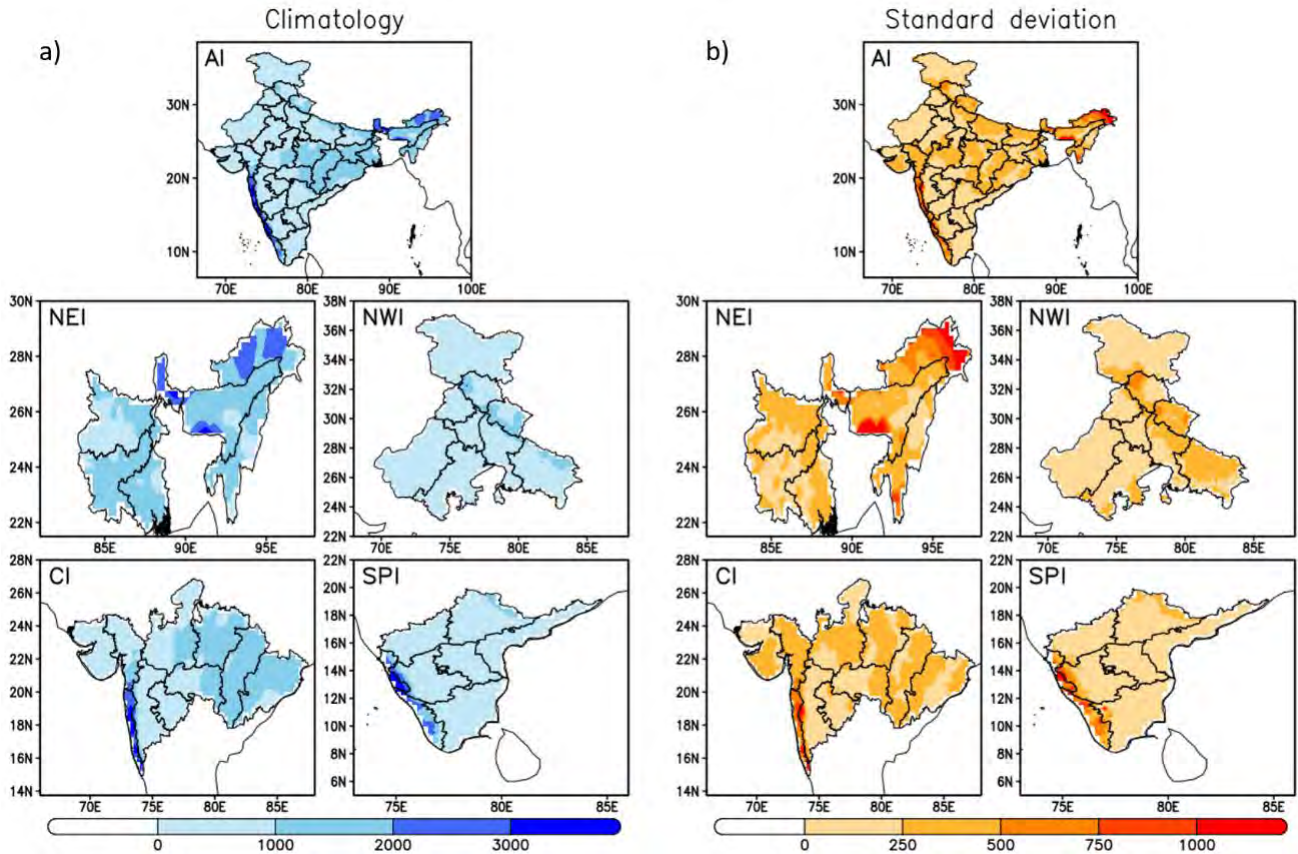 Climatology
Standard deviation
a)
b)
AI
30N
20N
10N
70E 80E 90E 100E
AI
30N
20N
10N
70E 80E 90E 100E
NEI
30N
28N
26N
24N
22N
85E 90E 95E
NWI
38N
36N
34N
32N
30N
28N
26N
24N
22N
70E 75E 80E 85E
NEI
30N
28N
26N
24N
22N
85E 90E 95E
NWI
38N
36N
34N
32N
30N
28N
26N
24N
22N
70E 75E 80E 85E
CI
28N
26N
24N
22N
20N
18N
16N
14N
70E 75E 80E 85E
SPI
22N
20N
18N
16N
14N
12N
10N
8N
6N
75E 80E 85E
CI
28N
26N
24N
22N
20N
18N
16N
14N
70E 75E 80E 85E
SPI
22N
20N
18N
16N
14N
12N
10N
8N
6N
75E 80E 85E
0 1000 2000 3000
0 250 500 750 1000